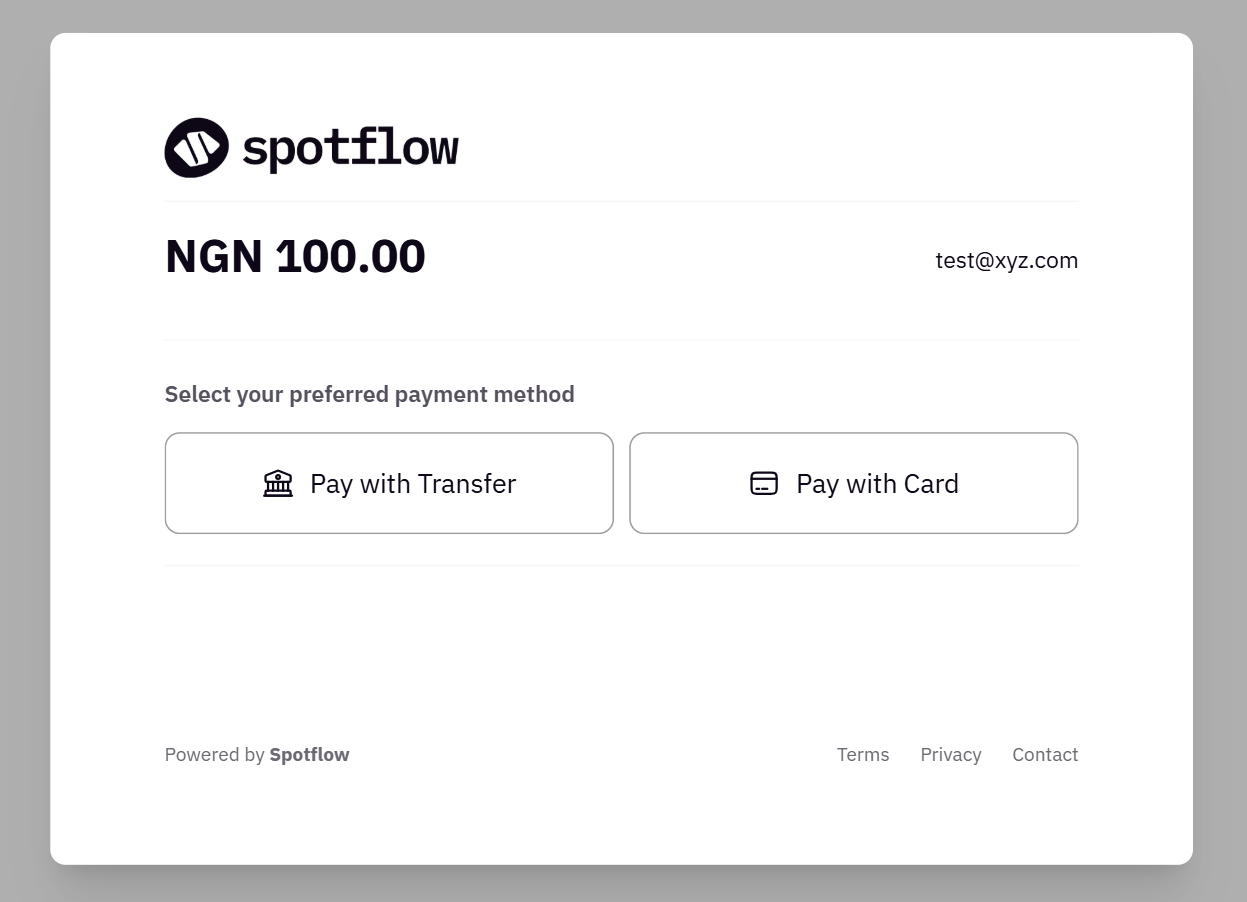 spotflow
NGN 100.00
test@xyz.com
Select your preferred payment method
Pay with Transfer
Pay with Card
Powered by Spotflow
Terms Privacy Contact